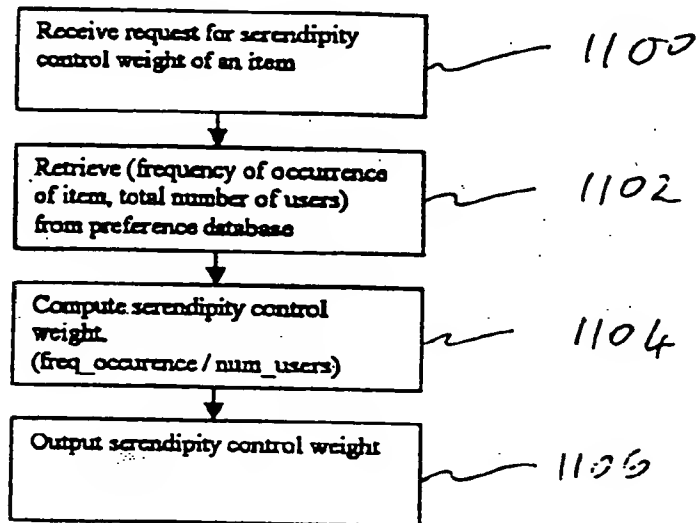 Receive request for serendipity
control weight of an item
1100
Retrieve (frequency of occurrence
of item, total number of users)
from preference database
1102
Compute serendipity control
weight.
(freq_occurence / num_users)
1104
Output serendipity control weight
1106